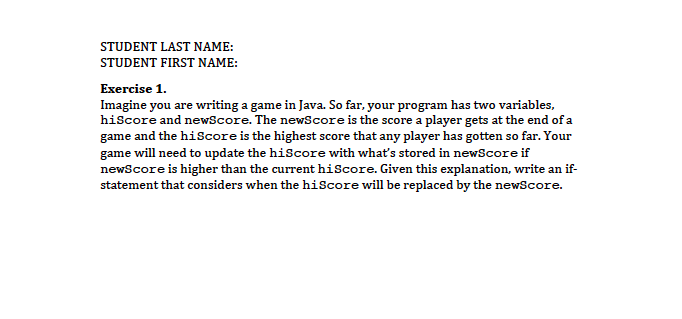 STUDENT LAST NAME:
STUDENT FIRST NAME:
Exercise 1.
Imagine you are writing a game in Java. So far, your program has two variables,
hiScore and newScore. The newScore is the score a player gets at the end of a
game and the hiScore is the highest score that any player has gotten so far. Your
game will need to update the hiScore with what's stored in newScore if
newScore is higher than the current hiScore. Given this explanation, write an if-
statement that considers when the hiScore will be replaced by the newScore.